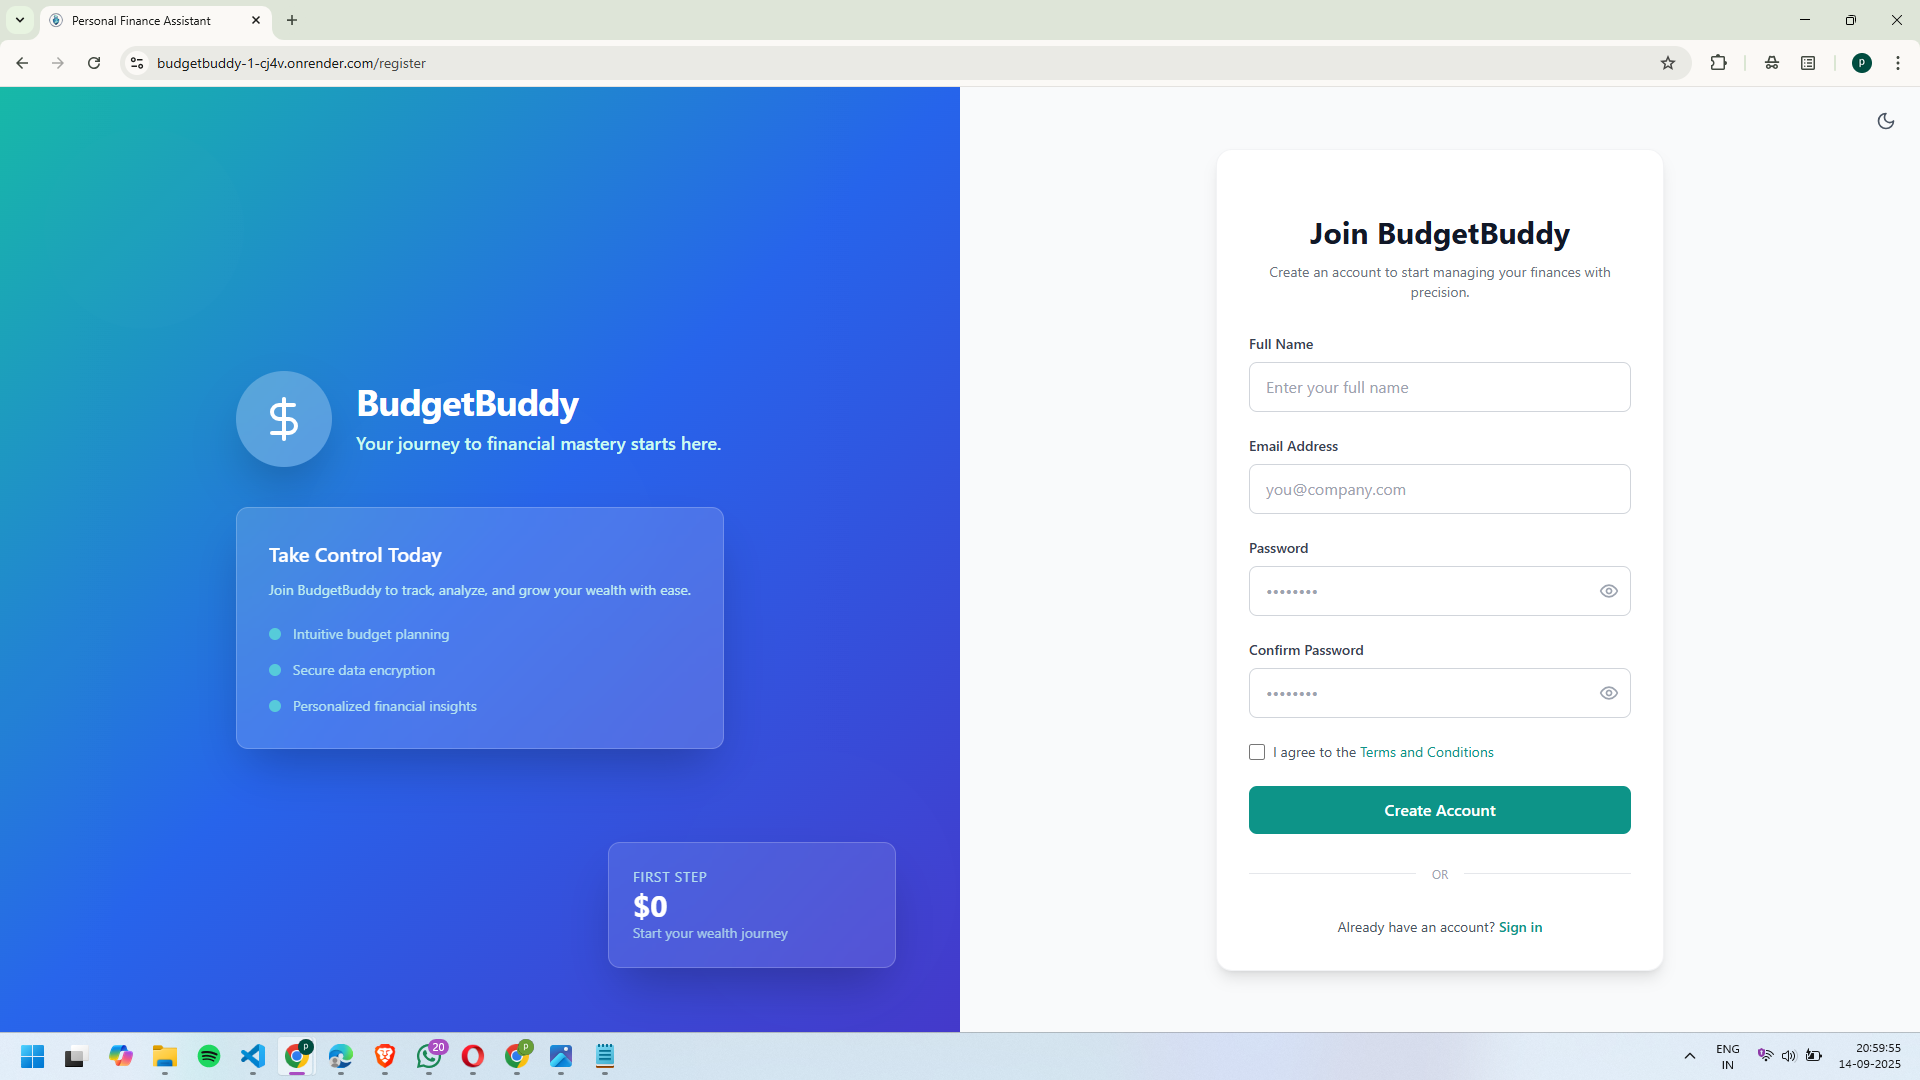 Personal Finance Assistant
budgetbuddy-1-cj4v.onrender.com/register
P
BudgetBuddy
Your journey to financial mastery starts here.
Take Control Today
Join BudgetBuddy to track, analyze, and grow your wealth with ease.
Intuitive budget planning
Secure data encryption
Personalized financial insights
FIRST STEP
$0
Start your wealth journey
Join BudgetBuddy
Create an account to start managing your finances with
precision.
Full Name
Enter your full name
Email Address
you@company.com
Password
••••••••
Confirm Password
••••••••
I agree to the Terms and Conditions
Create Account
OR
Already have an account? Sign in
P
20
P
ENG
IN
20:59:55
14-09-2025